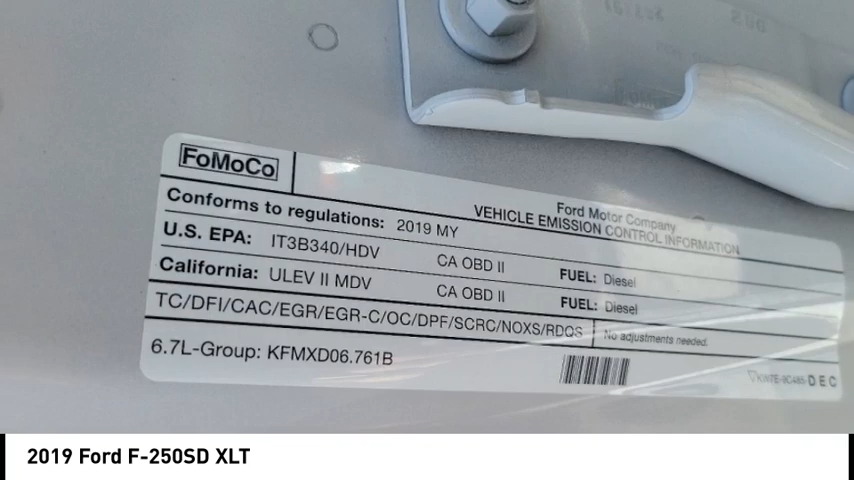 FoMoCo
Ford Motor Company
VEHICLE EMISSION CONTROL INFORMATION
Conforms to regulations: 2019 MY
U.S. EPA: IT3B340/HDV CA OBD II FUEL: Diesel
California: ULEV II MDV CA OBD II FUEL: Diesel
TC/DFI/CAC/EGR/EGR-C/OC/DPF/SCRC/NOXS/RDQS No adjustments needed.
6.7L-Group: KFMXD06.761B
DEC
2019 Ford F-250SD XLT